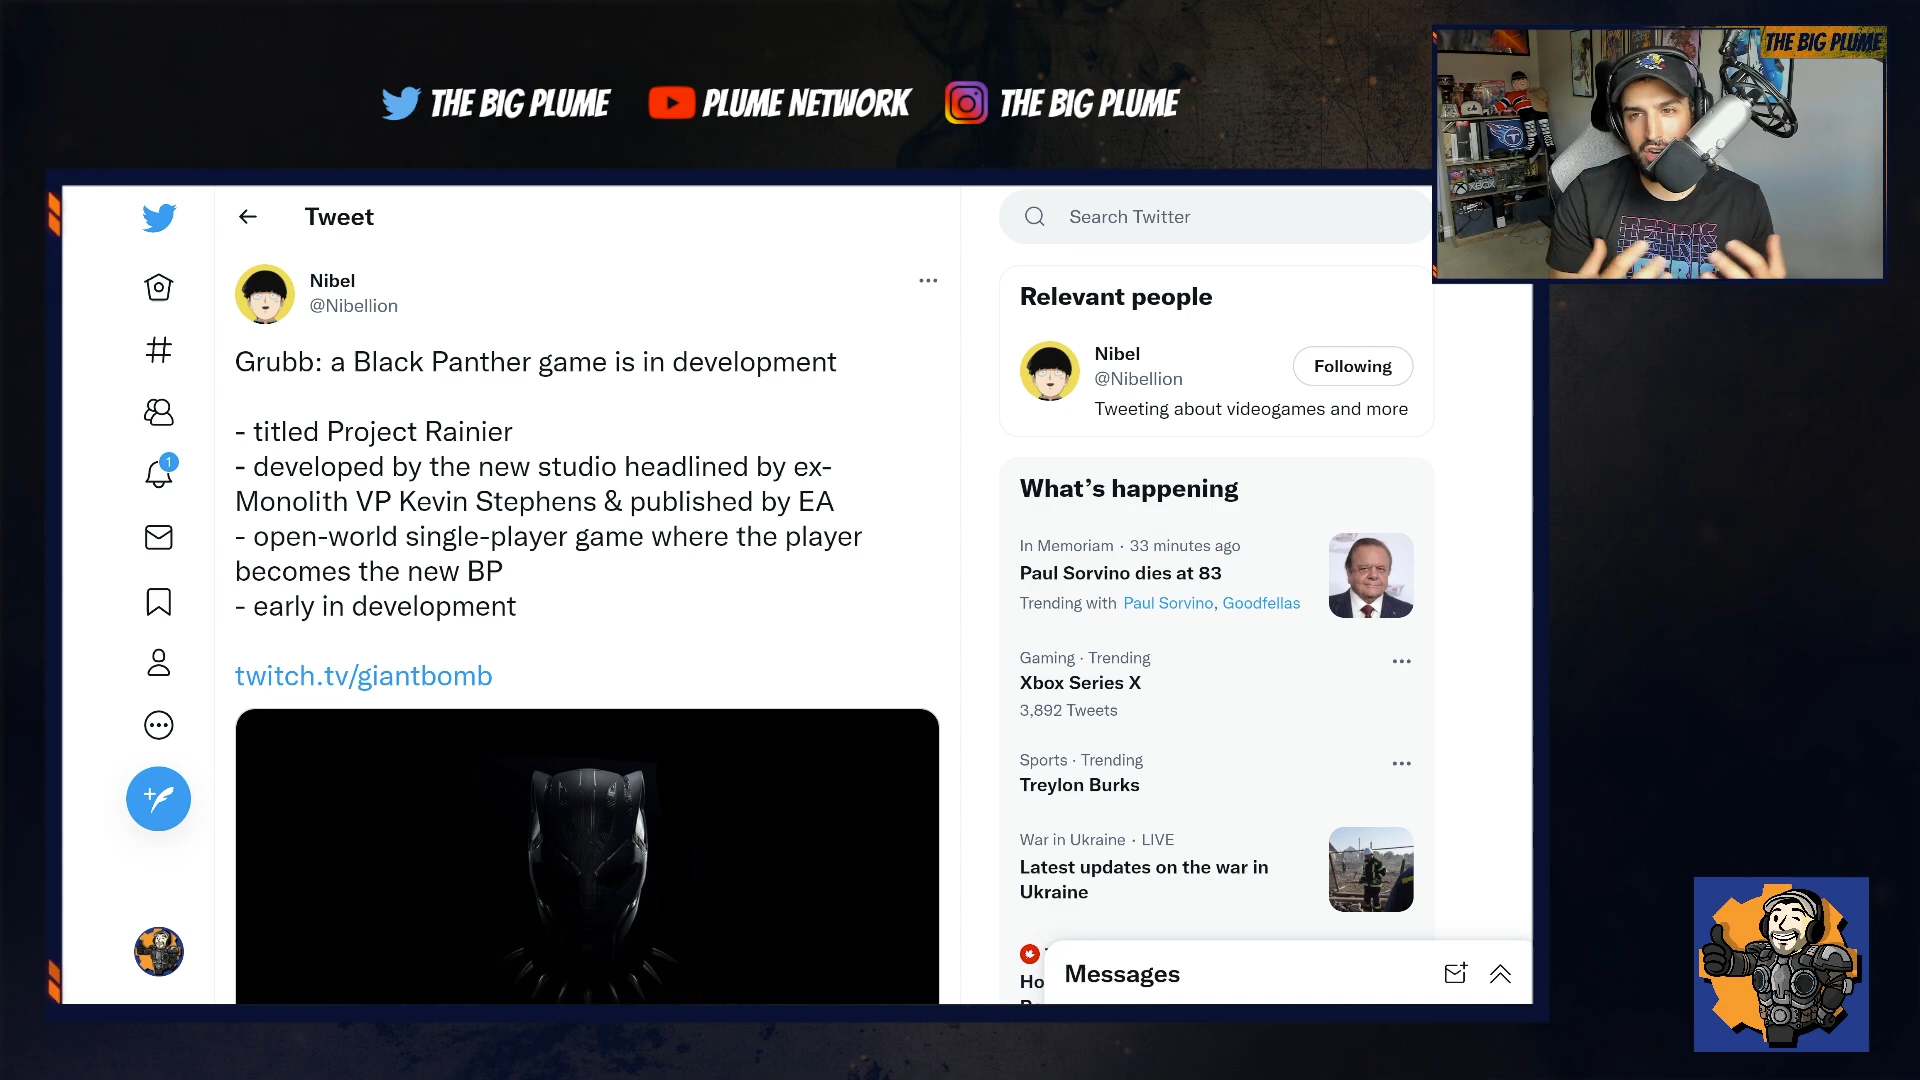 THE BIG PLUME
PLUME NETWORK
THE BIG PLUME
THE BIG PLUME
XBOX
TETRIS
Tweet
Search Twitter
Nibel
@Nibellion
Grubb: a Black Panther game is in development
- titled Project Rainier
- developed by the new studio headlined by ex-
Monolith VP Kevin Stephens & published by EA
- open-world single-player game where the player
becomes the new BP
- early in development
twitch.tv/giantbomb
1
Relevant people
Nibel
@Nibellion
Following
Tweeting about videogames and more
What’s happening
In Memoriam · 33 minutes ago
Paul Sorvino dies at 83
Trending with Paul Sorvino, Goodfellas
Gaming · Trending
Xbox Series X
3,892 Tweets
Sports · Trending
Treylon Burks
War in Ukraine · LIVE
Latest updates on the war in
Ukraine
Ho
Messages